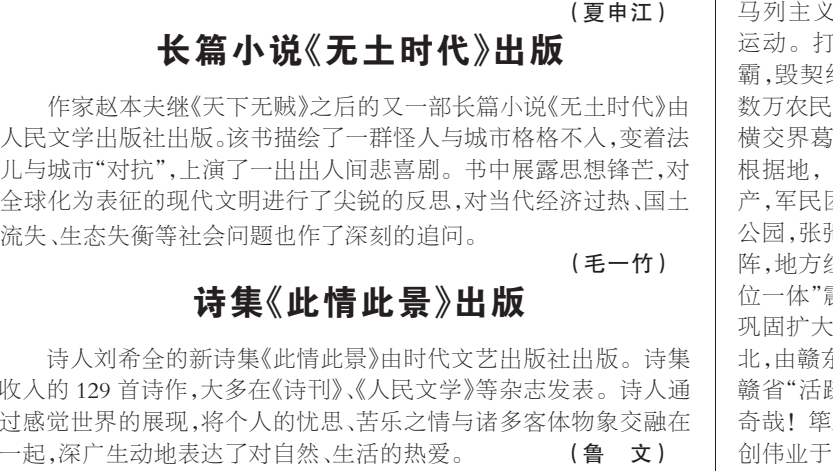 （夏申江）
长篇小说《无土时代》出版
作家赵本夫继《天下无贼》之后的又一部长篇小说《无土时代》由
人民文学出版社出版。该书描绘了一群怪人与城市格格不入,变着法
儿与城市“对抗”,上演了一出出人间悲喜剧。书中展露思想锋芒,对
全球化为表征的现代文明进行了尖锐的反思,对当代经济过热、国土
流失、生态失衡等社会问题也作了深刻的追问。
（毛一竹）
诗集《此情此景》出版
诗人刘希全的新诗集《此情此景》由时代文艺出版社出版。诗集
收入的 129 首诗作,大多在《诗刊》、《人民文学》等杂志发表。诗人通
过感觉世界的展现,将个人的忧思、苦乐之情与诸多客体物象交融在
一起,深广生动地表达了对自然、生活的热爱。 （鲁 文）
马列主义
运动。打
霸,毁契
数万农民
横交界葛
根据地,
产,军民
公园,张
阵,地方
位一体”
巩固扩大
北,由赣
赣省“活
奇哉! 筚
创伟业于